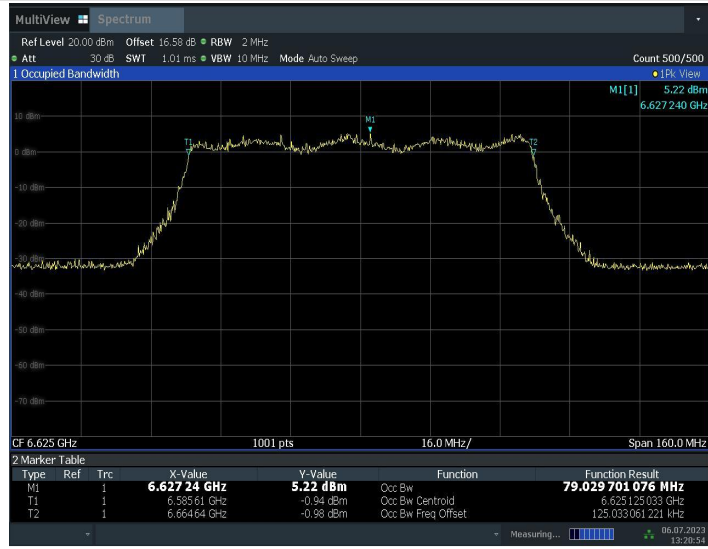 MultiView Spectrum
Ref Level 20.00 dBm Offset 16.58 dB RBW 2 MHz
Att 30 dB SWT 1.01 ms VBW 10 MHz Mode Auto Sweep Count 500/500
1 Occupied Bandwidth 1Pk View
M1[1] 5.22 dBm
6.627 240 GHz
10 dBm
M1
T1
T2
0 dBm
-10 dBm
-20 dBm
-30 dBm
-40 dBm
-50 dBm
-60 dBm
-70 dBm
CF 6.625 GHz 1001 pts 16.0 MHz/ Span 160.0 MHz
2 Marker Table
Type Ref Trc X-Value Y-Value Function Function Result
M1 1 6.627 24 GHz 5.22 dBm Occ Bw 79.029 701 076 MHz
T1 1 6.585 61 GHz -0.94 dBm Occ Bw Centroid 6.625 125 033 GHz
T2 1 6.664 64 GHz -0.98 dBm Occ Bw Freq Offset 125.033 061 221 kHz
Measuring... 06.07.2023
13:20:54